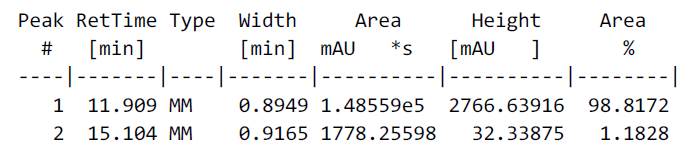 Peak RetTime Type  Width     Area      Height     Area
  #   [min]        [min]  mAU   *s   [mAU   ]      %
----|-------|----|-------|----------|----------|--------|
   1  11.909 MM    0.8949 1.48559e5  2766.63916  98.8172
   2  15.104 MM    0.9165 1778.25598   32.33875   1.1828